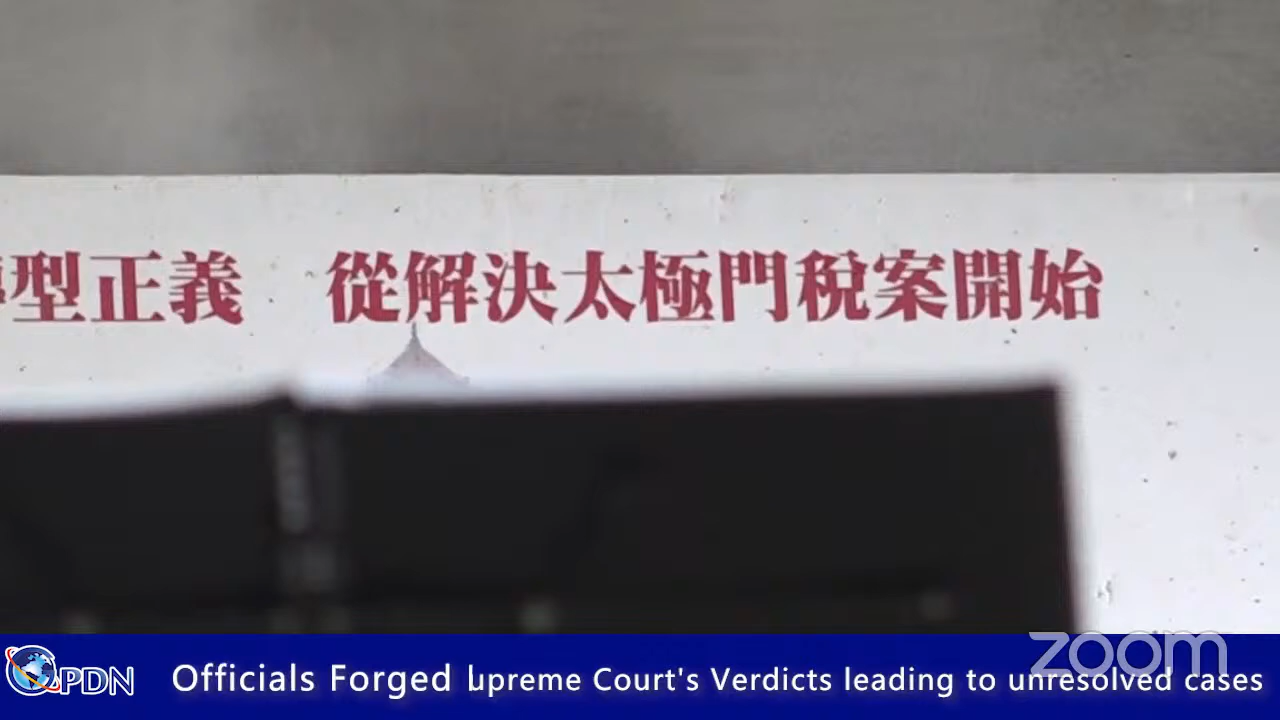 型正義 從解決太極門稅案開始
PDN Officials Forged upreme Court's Verdicts leading to unresolved cases
zoom